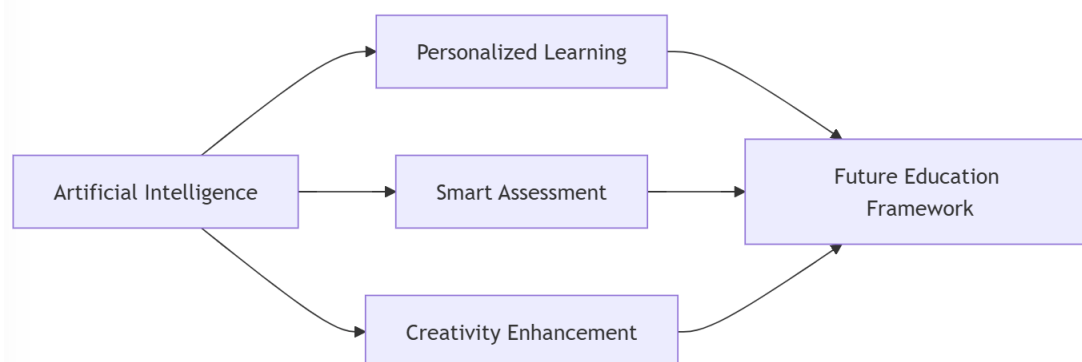 Personalized Learning
Artificial Intelligence
Smart Assessment
Future Education
Framework
Creativity Enhancement